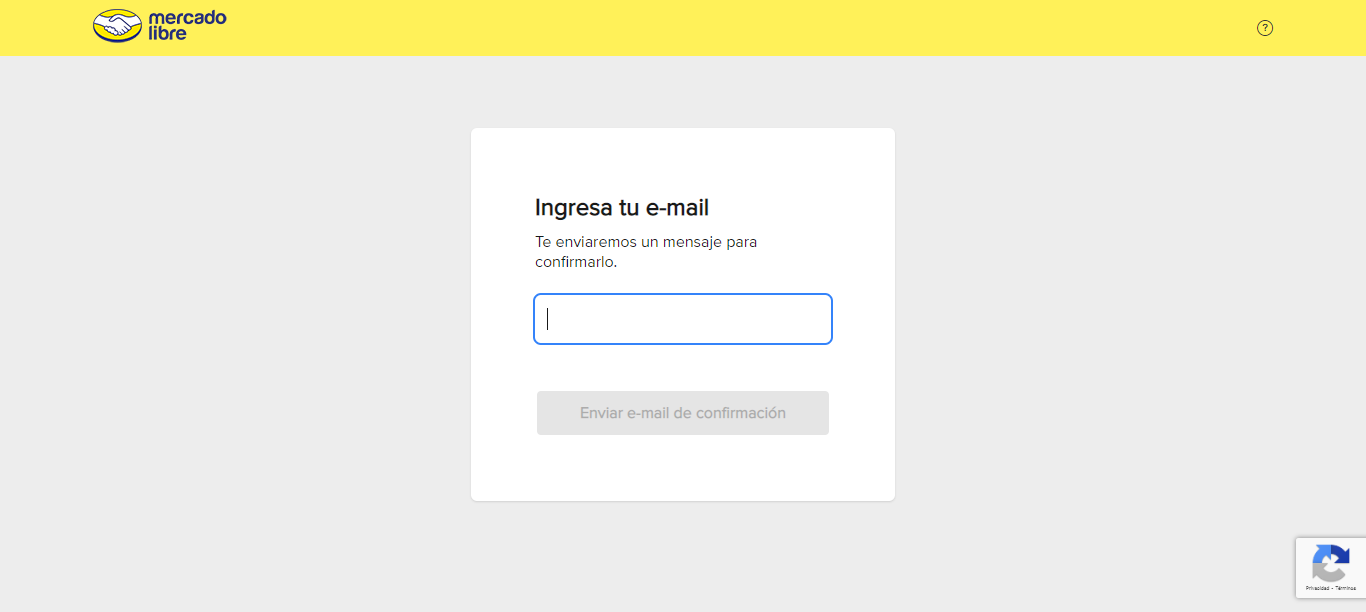 mercado
libre
?
Ingresa tu e-mail
Te enviaremos un mensaje para
confirmarlo.
Enviar e-mail de confirmación
Privacidad - Términos